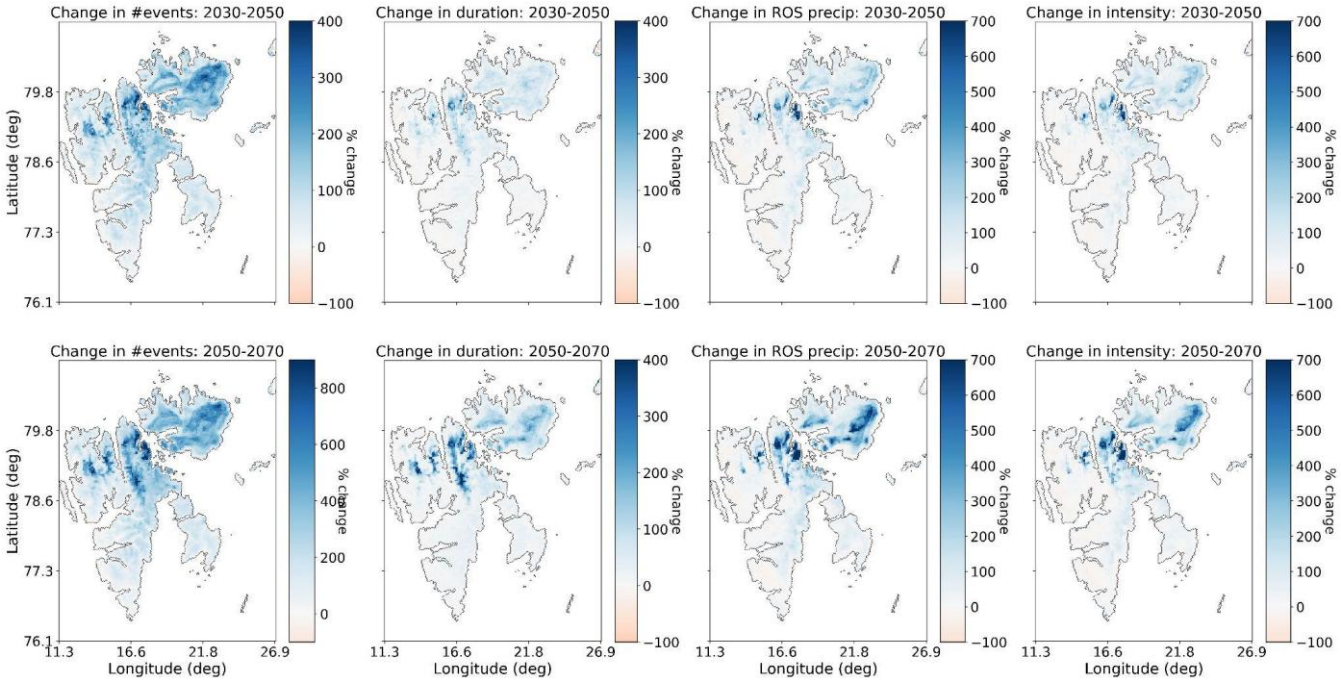 Change in #events: 2030-2050
Change in duration: 2030-2050
Change in ROS precip: 2030-2050
Change in intensity: 2030-2050
400
300
200
100
0
−100
% change
400
300
200
100
0
−100
% change
700
600
500
400
300
200
100
0
−100
% change
700
600
500
400
300
200
100
0
−100
% change
Latitude (deg)
79.8
78.6
77.3
76.1
Change in #events: 2050-2070
Change in duration: 2050-2070
Change in ROS precip: 2050-2070
Change in intensity: 2050-2070
800
600
400
200
0
% change
400
300
200
100
0
−100
% change
700
600
500
400
300
200
100
0
−100
% change
700
600
500
400
300
200
100
0
−100
% change
Latitude (deg)
79.8
78.6
77.3
76.1
11.3 16.6 21.8 26.9
11.3 16.6 21.8 26.9
11.3 16.6 21.8 26.9
11.3 16.6 21.8 26.9
Longitude (deg)
Longitude (deg)
Longitude (deg)
Longitude (deg)